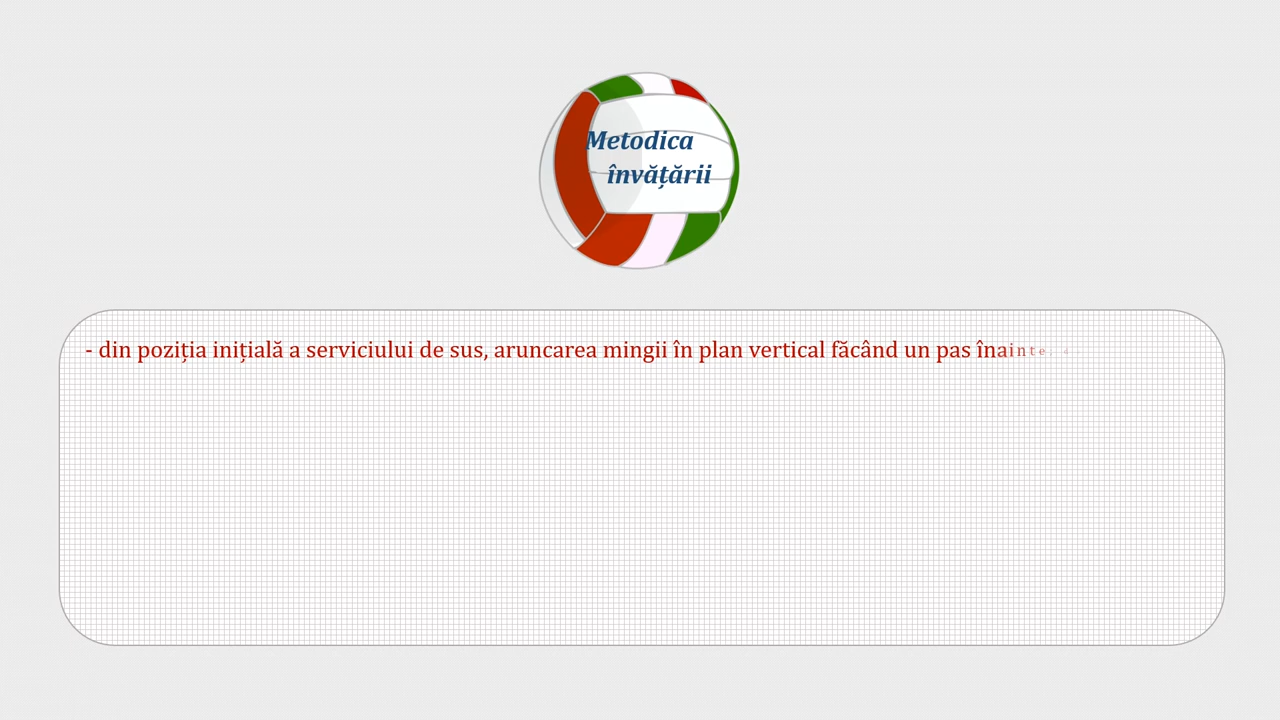 Metodica
învățării
- din poziția inițială a serviciului de sus, aruncarea mingii în plan vertical făcând un pas înainte,